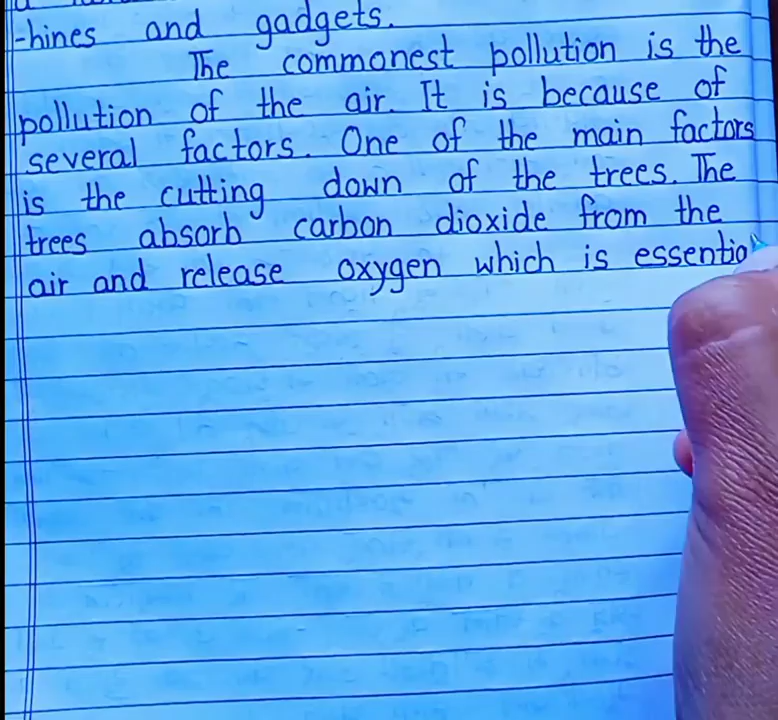 -hines and gadgets.
The commonest pollution is the
pollution of the air. It is because of
several factors. One of the main factors
is the cutting down of the trees. The
trees absorb carbon dioxide from the
air and release oxygen which is essentia